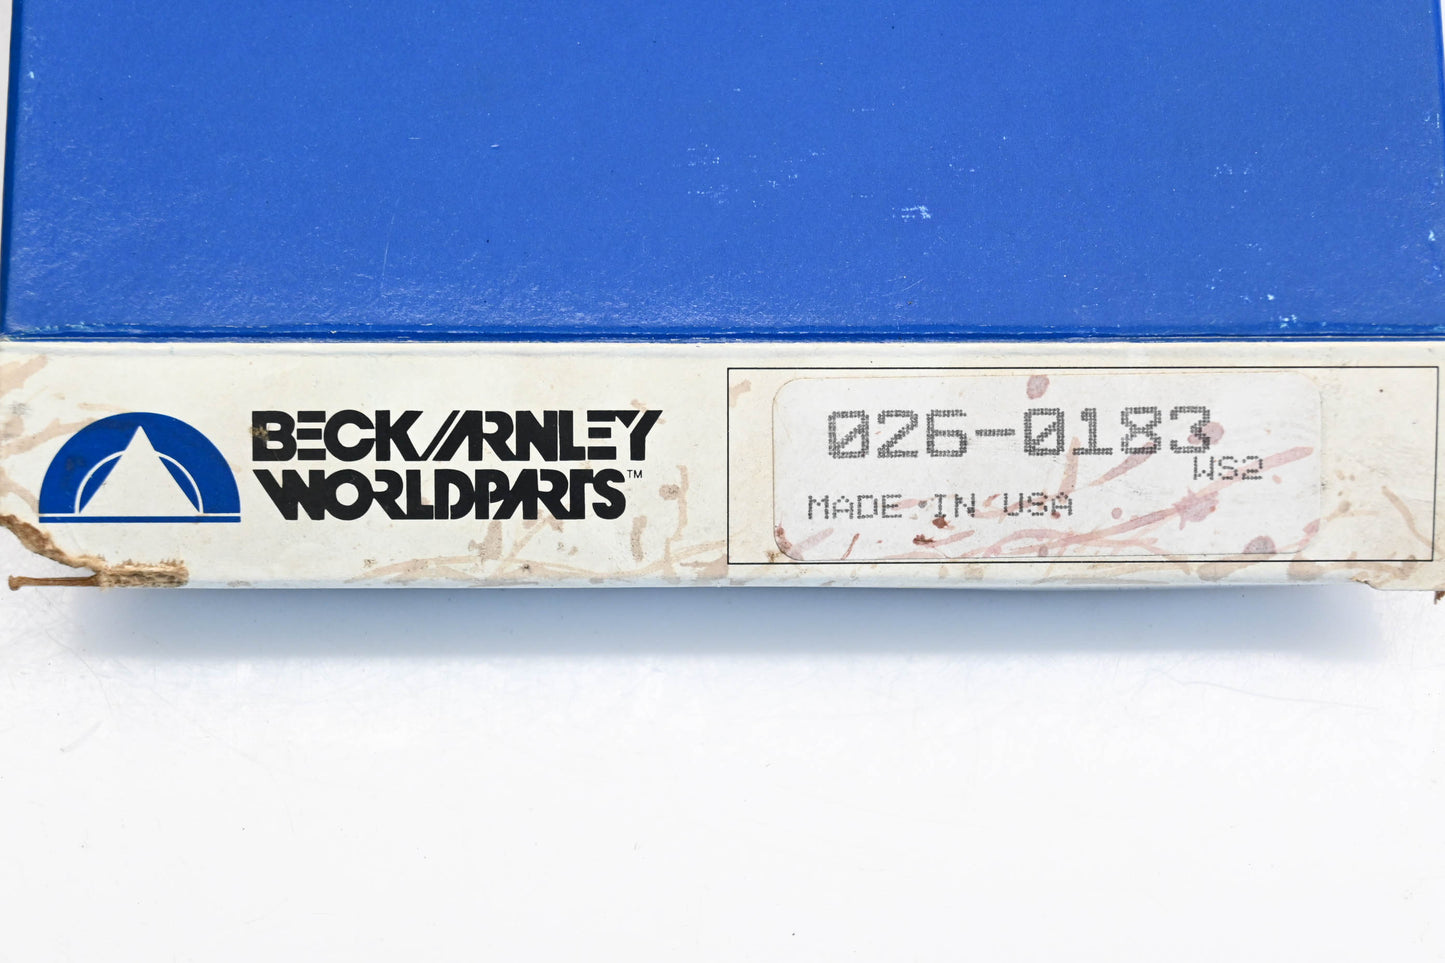 BECK/ARNLEY
WORLDPARTS™
026-0183
WS2
MADE IN USA